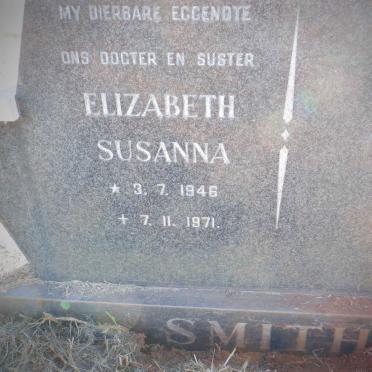 MY DIERBARE EGGENOTE
ONS DOGTER EN SUSTER
ELIZABETH
SUSANNA
★ 3. 7. 1946
+ 7. 11. 1971.
SMITH